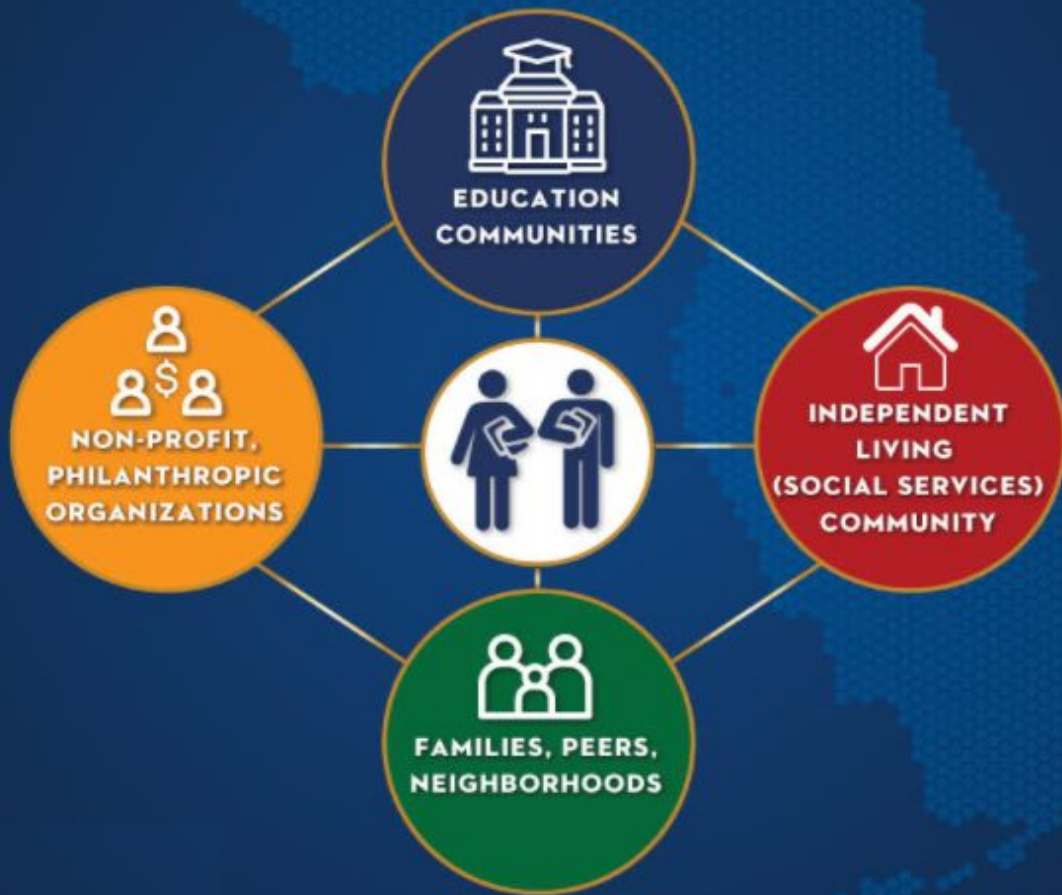 EDUCATION
COMMUNITIES
$
NON-PROFIT,
PHILANTHROPIC
ORGANIZATIONS
INDEPENDENT
LIVING
(SOCIAL SERVICES)
COMMUNITY
FAMILIES, PEERS,
NEIGHBORHOODS